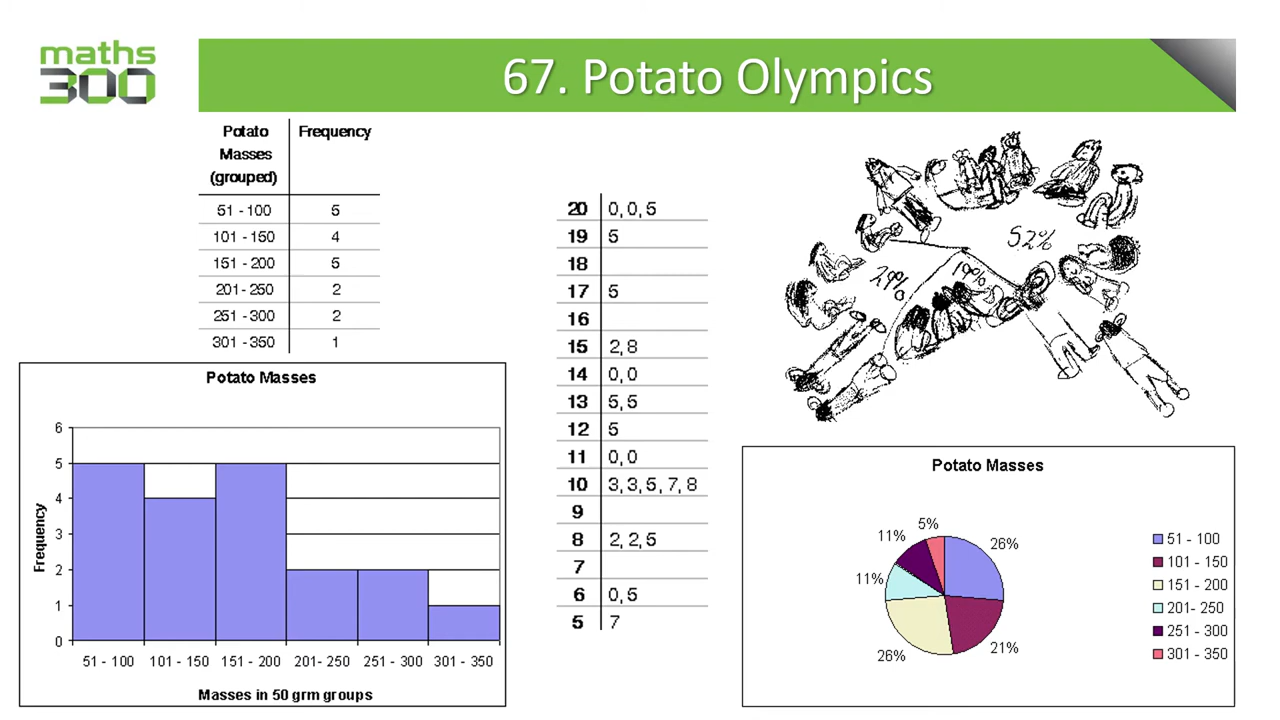 maths
300
67. Potato Olympics
Potato Frequency
Masses
(grouped)
51 - 100 5
101 - 150 4
151 - 200 5
201 - 250 2
251 - 300 2
301 - 350 1
20 0, 0, 5
19 5
18
17 5
16
15 2, 8
14 0, 0
13 5, 5
12 5
11 0, 0
10 3, 3, 5, 7, 8
9
8 2, 2, 5
7
6 0, 5
5 7
52%
29%
19%
Potato Masses
Frequency
6
5
4
3
2
1
0
51 - 100 101 - 150 151 - 200 201- 250 251 - 300 301 - 350
Masses in 50 grm groups
Potato Masses
5%
11%
26%
11%
21%
26%
51 - 100
101 - 150
151 - 200
201- 250
251 - 300
301 - 350